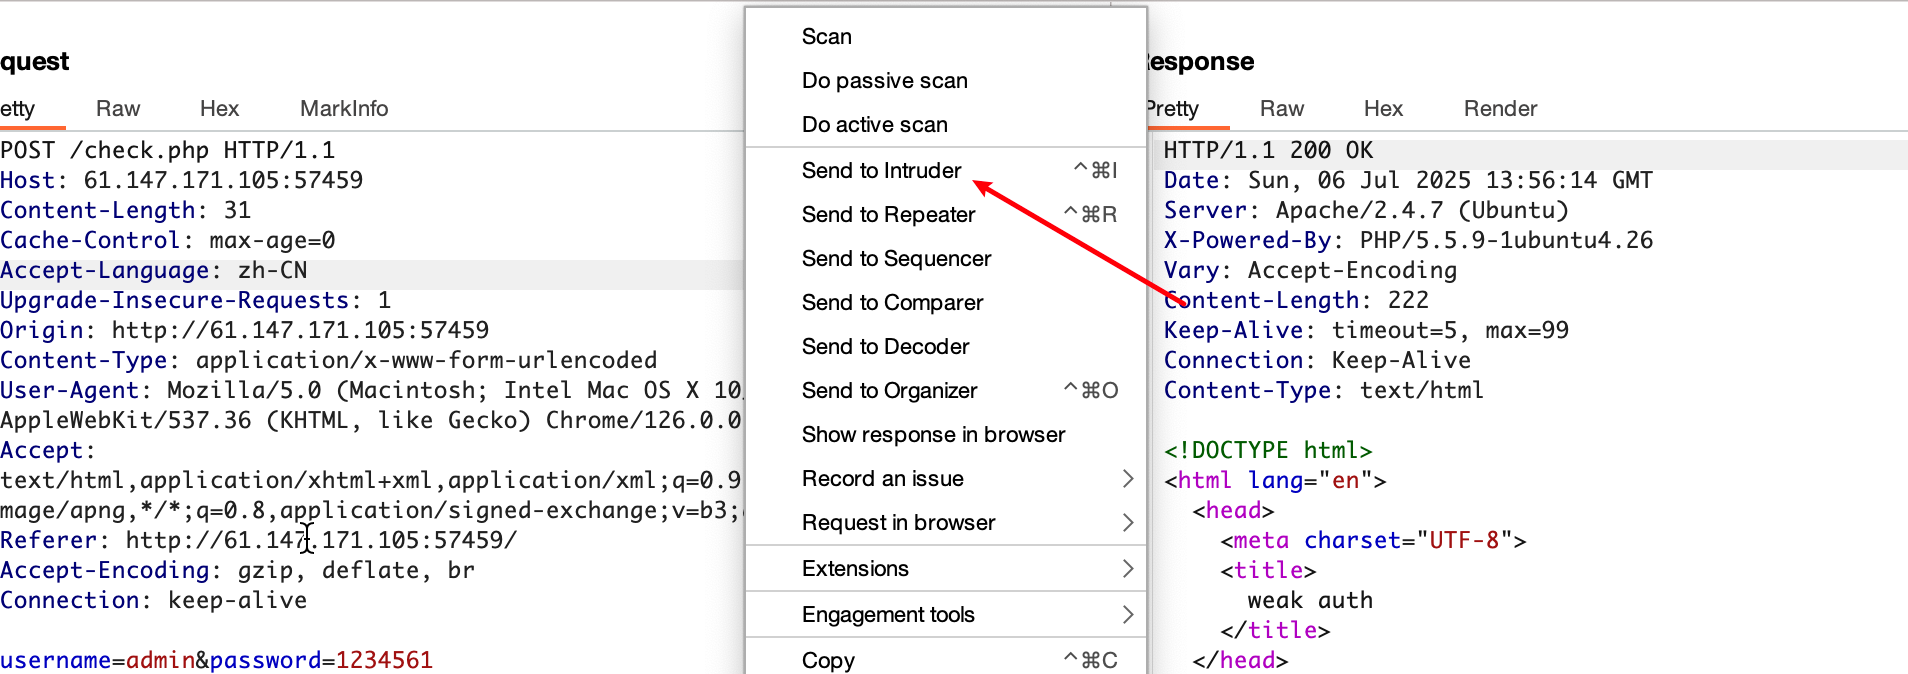 quest
etty Raw Hex MarkInfo
POST /check.php HTTP/1.1
Host: 61.147.171.105:57459
Content-Length: 31
Cache-Control: max-age=0
Accept-Language: zh-CN
Upgrade-Insecure-Requests: 1
Origin: http://61.147.171.105:57459
Content-Type: application/x-www-form-urlencoded
User-Agent: Mozilla/5.0 (Macintosh; Intel Mac OS X 10
AppleWebKit/537.36 (KHTML, like Gecko) Chrome/126.0.0
Accept:
text/html,application/xhtml+xml,application/xml;q=0.9
mage/apng,*/*;q=0.8,application/signed-exchange;v=b3;
Referer: http://61.147.171.105:57459/
Accept-Encoding: gzip, deflate, br
Connection: keep-alive
username=admin&password=1234561
Scan
Do passive scan
Do active scan
Send to Intruder ^⌘I
Send to Repeater ^⌘R
Send to Sequencer
Send to Comparer
Send to Decoder
Send to Organizer ^⌘O
Show response in browser
Record an issue
Request in browser
Extensions
Engagement tools
Copy ^⌘C
Response
Pretty Raw Hex Render
HTTP/1.1 200 OK
Date: Sun, 06 Jul 2025 13:56:14 GMT
Server: Apache/2.4.7 (Ubuntu)
X-Powered-By: PHP/5.5.9-1ubuntu4.26
Vary: Accept-Encoding
Content-Length: 222
Keep-Alive: timeout=5, max=99
Connection: Keep-Alive
Content-Type: text/html
<!DOCTYPE html>
<html lang="en">
<head>
<meta charset="UTF-8">
<title>
weak auth
</title>
</head>